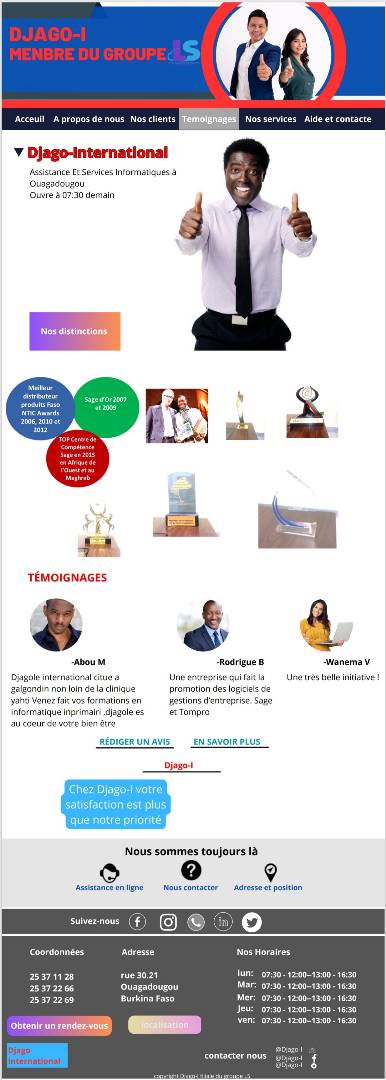 DJAGO-I
MENBRE DU GROUPE LS
Acceuil A propos de nous Nos clients Temoignages Nos services Aide et contacte
Djago-International
Assistance Et Services Informatiques à
Ouagadougou
Ouvre à 07:30 demain
Nos distinctions
Meilleur
distributeur
produits Faso
NTIC Awards
2006, 2010 et
2012
Sage d'Or 2007
et 2009
TOP Centre de
Compétence
Sage en 2015
en Afrique de
l'Ouest et au
Maghreb
TÉMOIGNAGES
-Abou M
Djagole international citue a
galgondin non loin de la clinique
yahti Venez fait vos formations en
informatique inprimairi ,djagole es
au coeur de votre bien être
-Rodrigue B
Une entreprise qui fait la
promotion des logiciels de
gestions d'entreprise. Sage
et Tompro
-Wanema V
Une très belle initiative !
RÉDIGER UN AVIS EN SAVOIR PLUS
Djago-I
Chez Djago-I votre
satisfaction est plus
que notre priorité
Nous sommes toujours là
Assistance en ligne Nous contacter Adresse et position
Suivez-nous
Coordonnées
25 37 11 28
25 37 22 66
25 37 22 69
Adresse
rue 30.21
Ouagadougou
Burkina Faso
Nos Horaires
lun: 07:30 - 12:00--13:00 - 16:30
Mar: 07:30 - 12:00--13:00 - 16:30
Mer: 07:30 - 12:00--13:00 - 16:30
Jeu: 07:30 - 12:00--13:00 - 16:30
ven: 07:30 - 12:00--13:00 - 16:30
Obtenir un rendez-vous
localisation
Djago-
International
contacter nous
@Djago-I
@Djago-I
@Djago-I
copyright Djago-I filiale du groupe LS